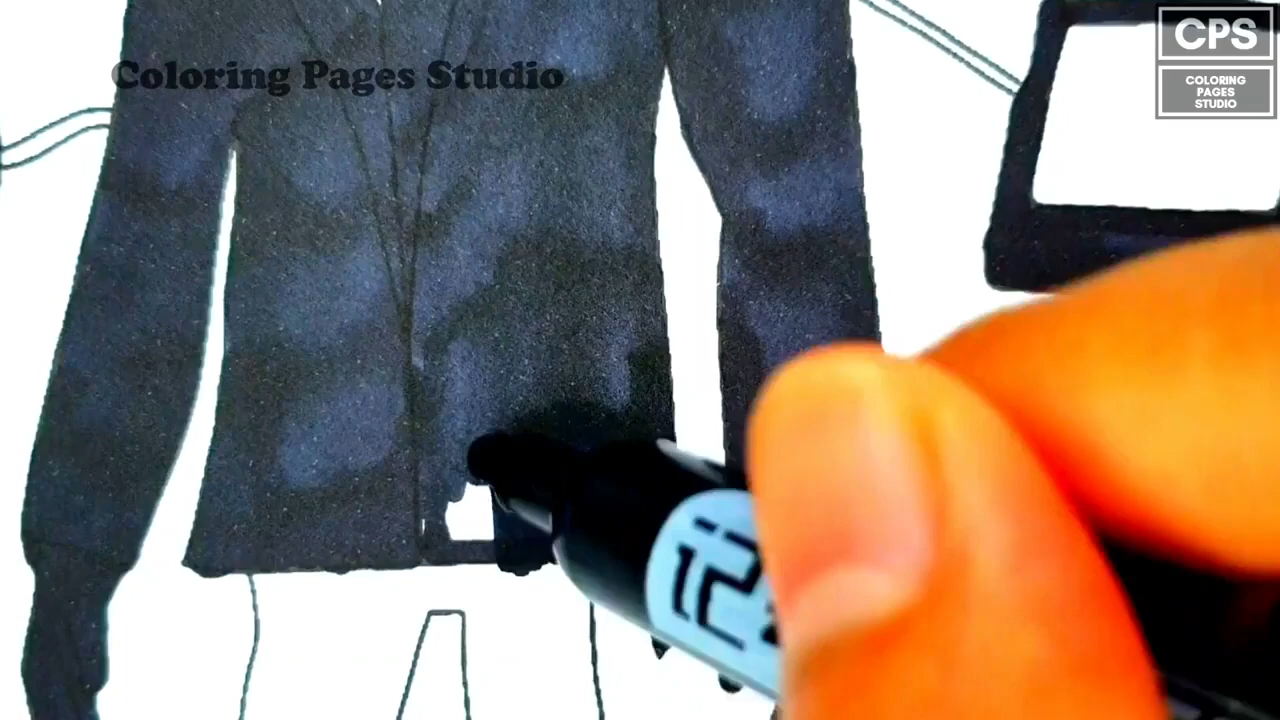 Coloring Pages Studio
CPS
COLORING
PAGES
STUDIO